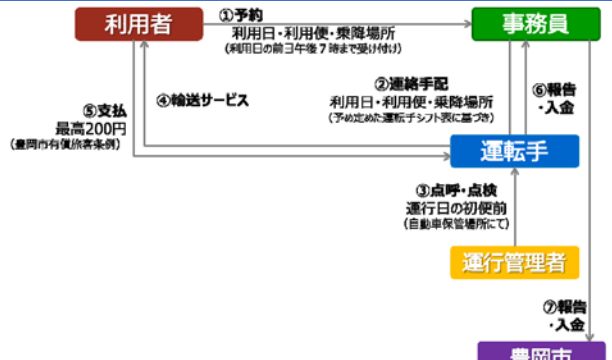 利用者
①予約
利用日・利用便・乗降場所
(利用日の前日午後7時まで受け付け)
事務員
②連絡手配
利用日・利用便・乗降場所
(予め定めた運転手シフト表に基づき)
⑥報告
・入金
④輸送サービス
⑤支払
最高200円
(豊岡市有償旅客条例)
運転手
③点呼・点検
運行日の初便前
(自動車保管場所にて)
運行管理者
⑦報告
・入金
豊岡市